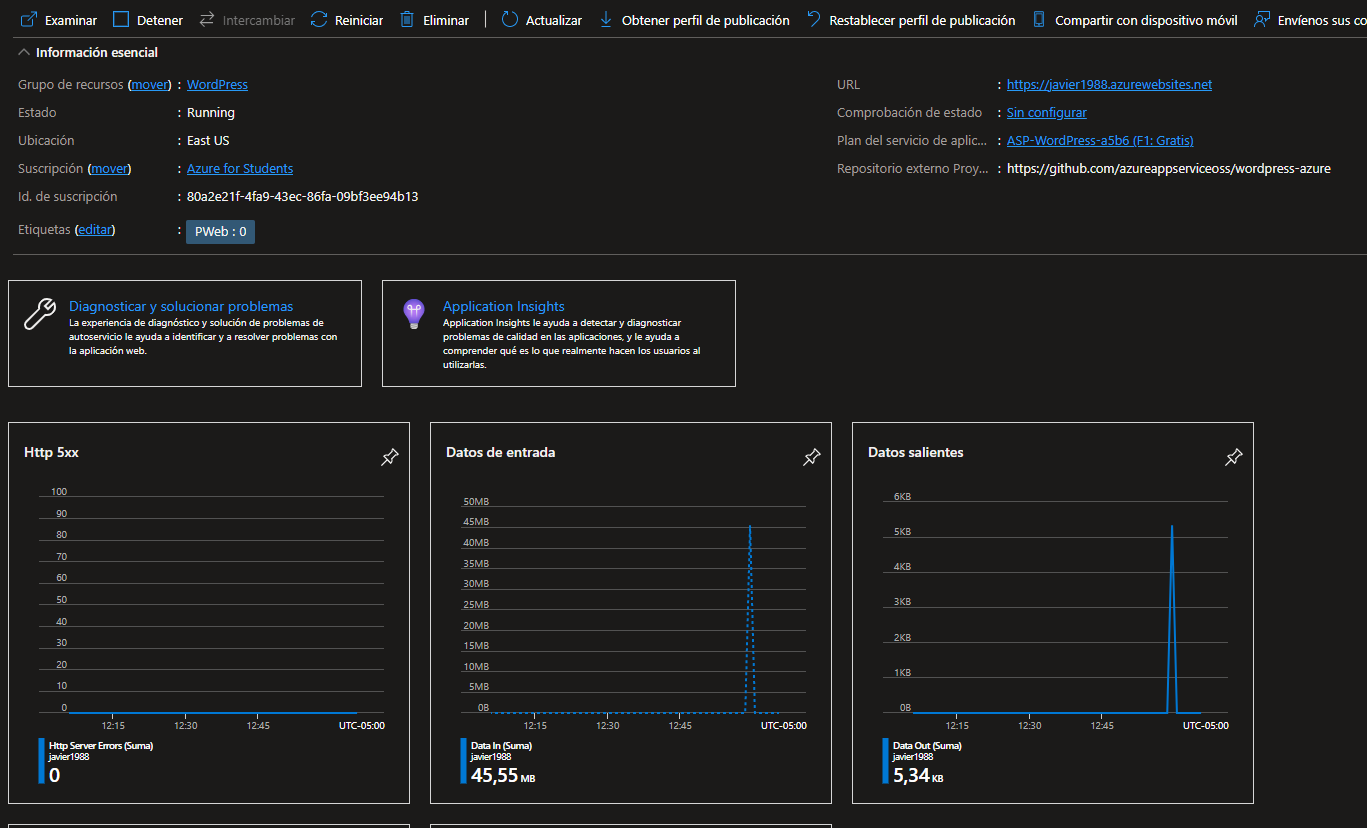 Examinar Detener Intercambiar Reiniciar Eliminar Actualizar Obtener perfil de publicación Restablecer perfil de publicación Compartir con dispositivo móvil Envíenos sus co
Información esencial
Grupo de recursos (mover) : WordPress
Estado : Running
Ubicación : East US
Suscripción (mover) : Azure for Students
Id. de suscripción : 80a2e21f-4fa9-43ec-86fa-09bf3ee94b13
Etiquetas (editar) : PWeb : 0
URL : https://javier1988.azurewebsites.net
Comprobación de estado : Sin configurar
Plan del servicio de aplic... : ASP-WordPress-a5b6 (F1: Gratis)
Repositorio externo Proy... : https://github.com/azureappserviceoss/wordpress-azure
Diagnosticar y solucionar problemas
La experiencia de diagnóstico y solución de problemas de
autoservicio le ayuda a identificar y a resolver problemas con
la aplicación web.
Application Insights
Application Insights le ayuda a detectar y diagnosticar
problemas de calidad en las aplicaciones, y le ayuda a
comprender qué es lo que realmente hacen los usuarios al
utilizarlas.
Http 5xx
100
90
80
70
60
50
40
30
20
10
0
12:15 12:30 12:45 UTC-05:00
Http Server Errors (Suma)
javier1988
0
Datos de entrada
50MB
45MB
40MB
35MB
30MB
25MB
20MB
15MB
10MB
5MB
0B
12:15 12:30 12:45 UTC-05:00
Data In (Suma)
javier1988
45,55 MB
Datos salientes
6KB
5KB
4KB
3KB
2KB
1KB
0B
12:15 12:30 12:45 UTC-05:00
Data Out (Suma)
javier1988
5,34 KB